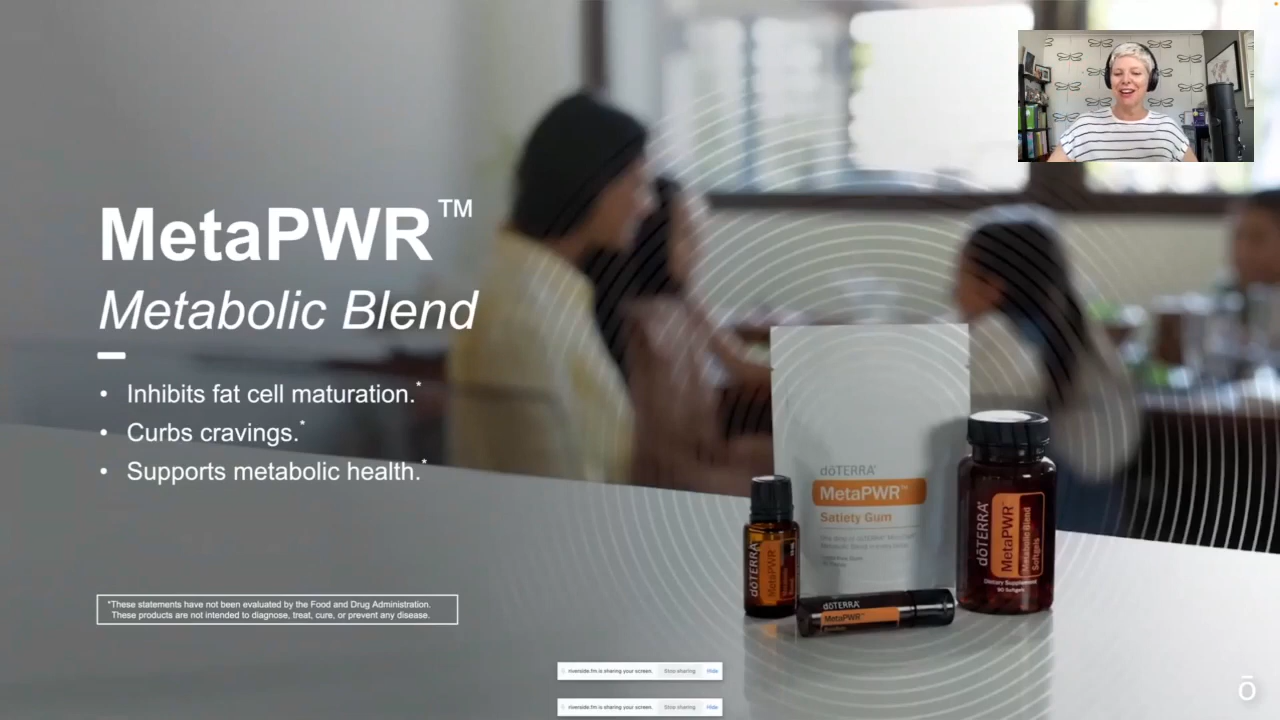 MetaPWR™
Metabolic Blend
• Inhibits fat cell maturation.*
• Curbs cravings.*
• Supports metabolic health.*
*These statements have not been evaluated by the Food and Drug Administration.
These products are not intended to diagnose, treat, cure, or prevent any disease.
dōTERRA
MetaPWR™
Satiety Gum
dōTERRA
MetaPWR
dōTERRA
MetaPWR
dōTERRA
MetaPWR
Metabolic Blend
Softgels
Dietary Supplement
90 Softgels
riverside.fm is sharing your screen. Stop sharing Hide
riverside.fm is sharing your screen. Stop sharing Hide
ō